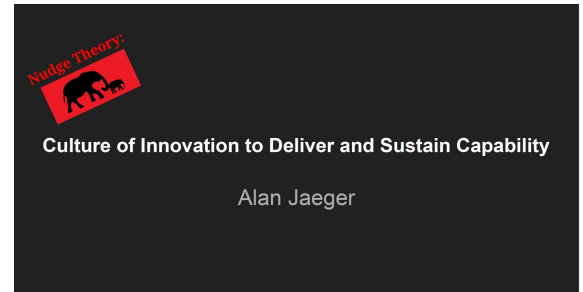 Nudge Theory:
Culture of Innovation to Deliver and Sustain Capability
Alan Jaeger